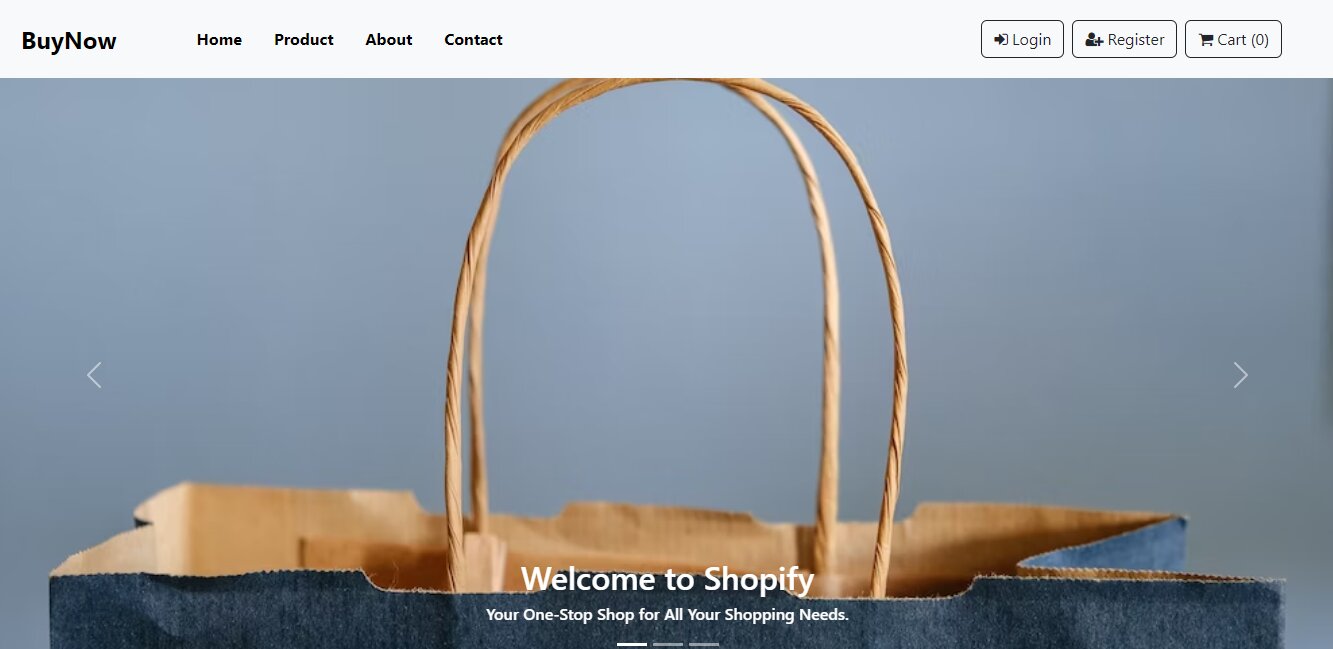 BuyNow
Home Product About Contact
Login Register Cart (0)
Welcome to Shopify
Your One-Stop Shop for All Your Shopping Needs.